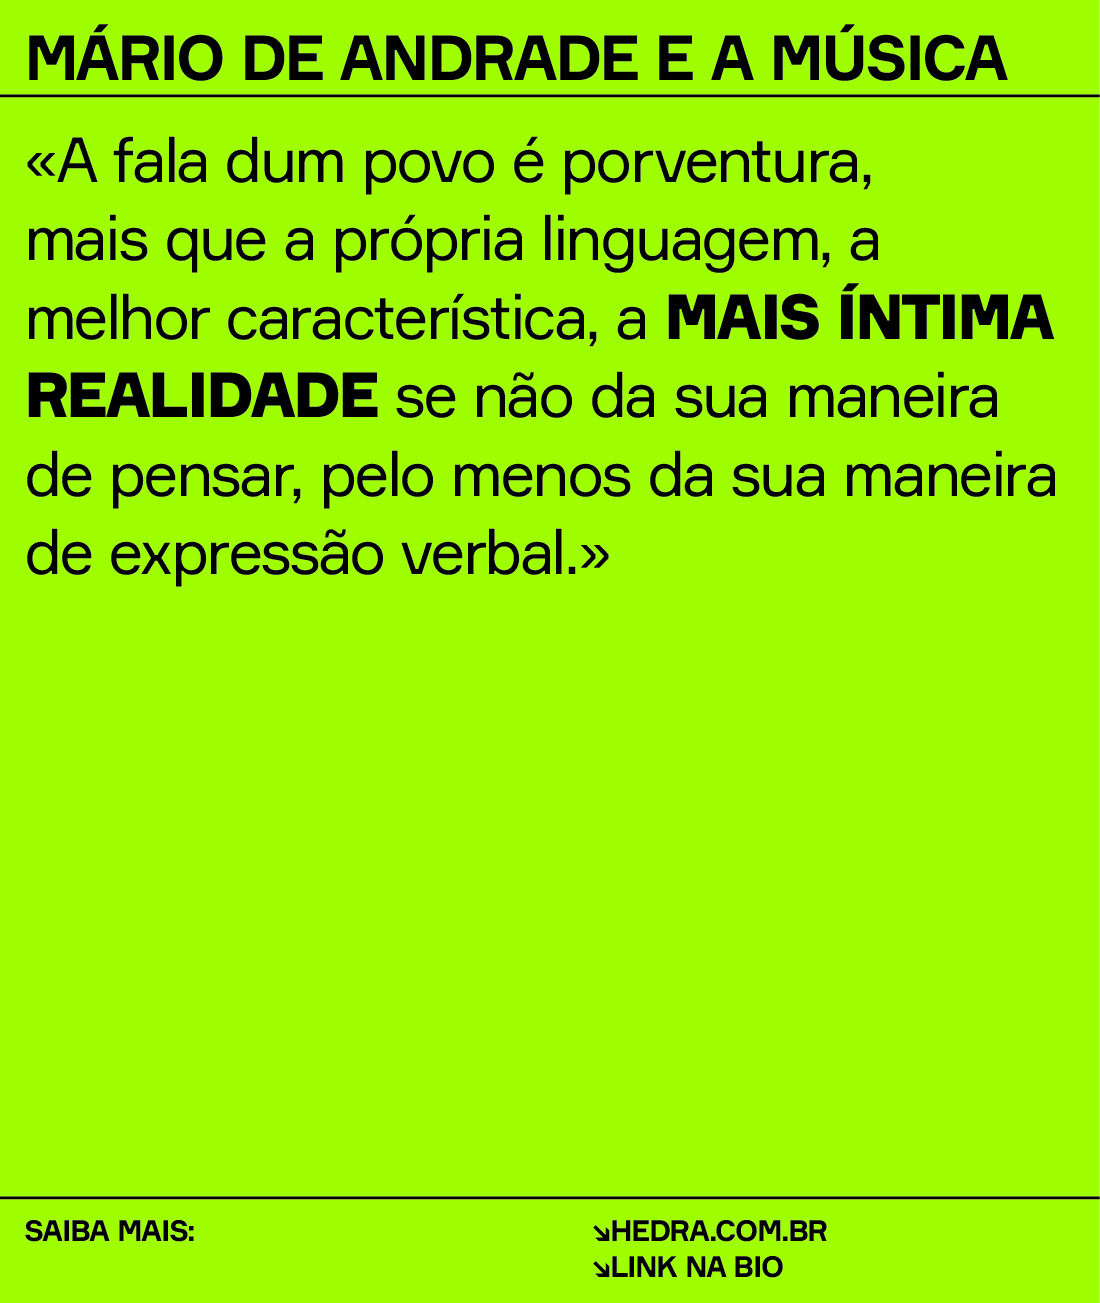 MÁRIO DE ANDRADE E A MÚSICA
«A fala dum povo é porventura,
mais que a própria linguagem, a
melhor característica, a MAIS ÍNTIMA
REALIDADE se não da sua maneira
de pensar, pelo menos da sua maneira
de expressão verbal.»
SAIBA MAIS:
↘HEDRA.COM.BR
↘LINK NA BIO